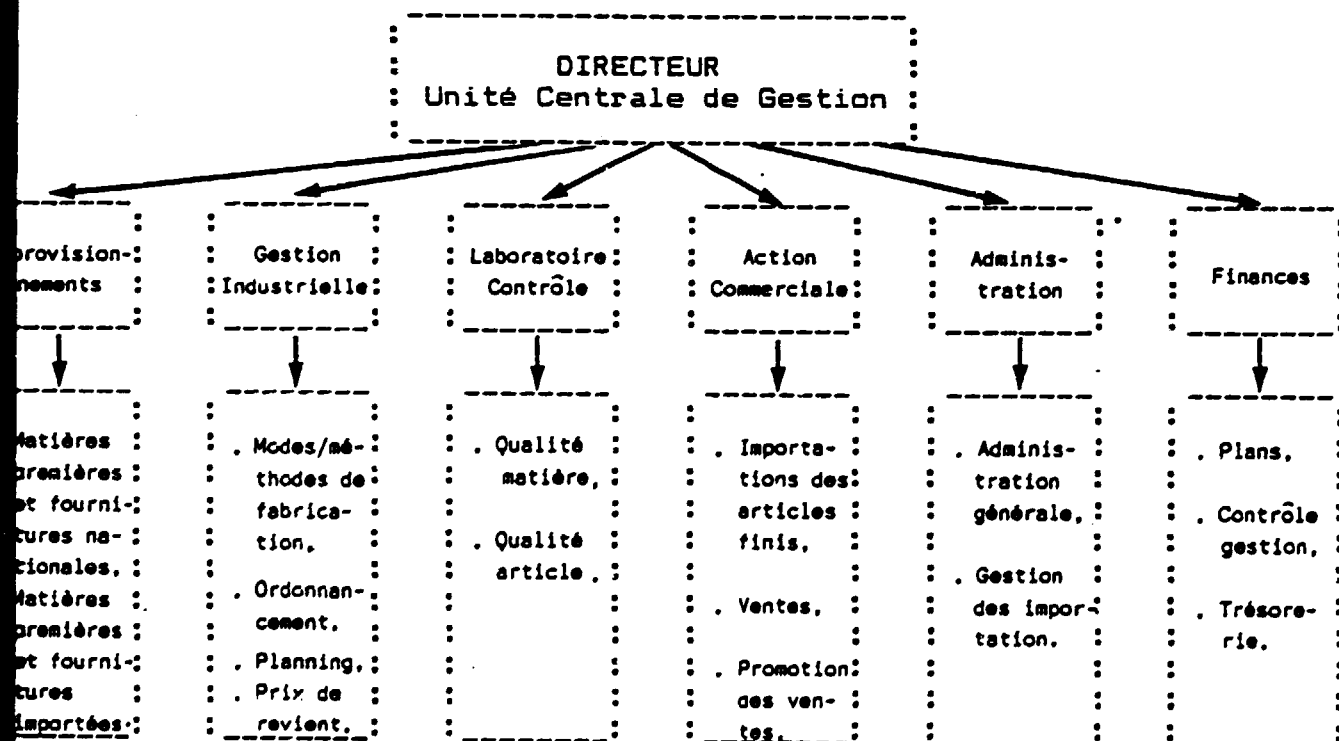 DIRECTEUR
Unité Centrale de Gestion
provision-
nements
Gestion
Industrielle
Laboratoire
Contrôle
Action
Commerciale
Adminis-
tration
Finances
Matières
premières
et fourni-
tures na-
tionales.
Matières
premières
et fourni-
tures
importées.
. Modes/mé-
thodes de
fabrica-
tion.
. Ordonnan-
cement.
. Planning.
. Prix de
revient.
. Qualité
matière.
. Qualité
article.
. Importa-
tions des
articles
finis.
. Ventes.
. Promotion
des ven-
tes.
. Adminis-
tration
générale.
. Gestion
des impor-
tation.
. Plans.
. Contrôle
gestion.
. Trésore-
rie.